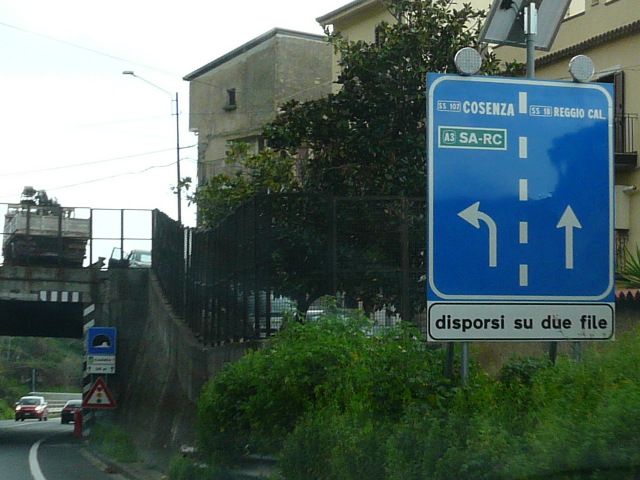 SS 107 COSENZA
SS 18 REGGIO CAL.
A3 SA-RC
disporsi su due file